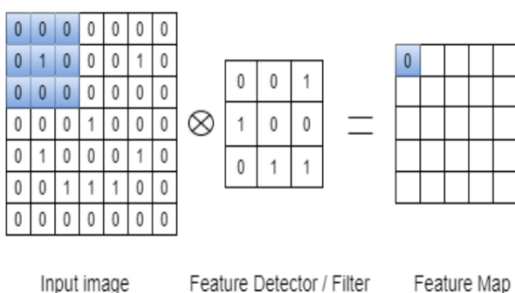 0 0 0 0 0 0 0
0 1 0 0 0 1 0
0 0 0 0 0 0 0
0 0 0 1 0 0 0
0 1 0 0 0 1 0
0 0 1 1 1 0 0
0 0 0 0 0 0 0
⊗
0 0 1
1 0 0
0 1 1
=
0
Input image
Feature Detector / Filter
Feature Map